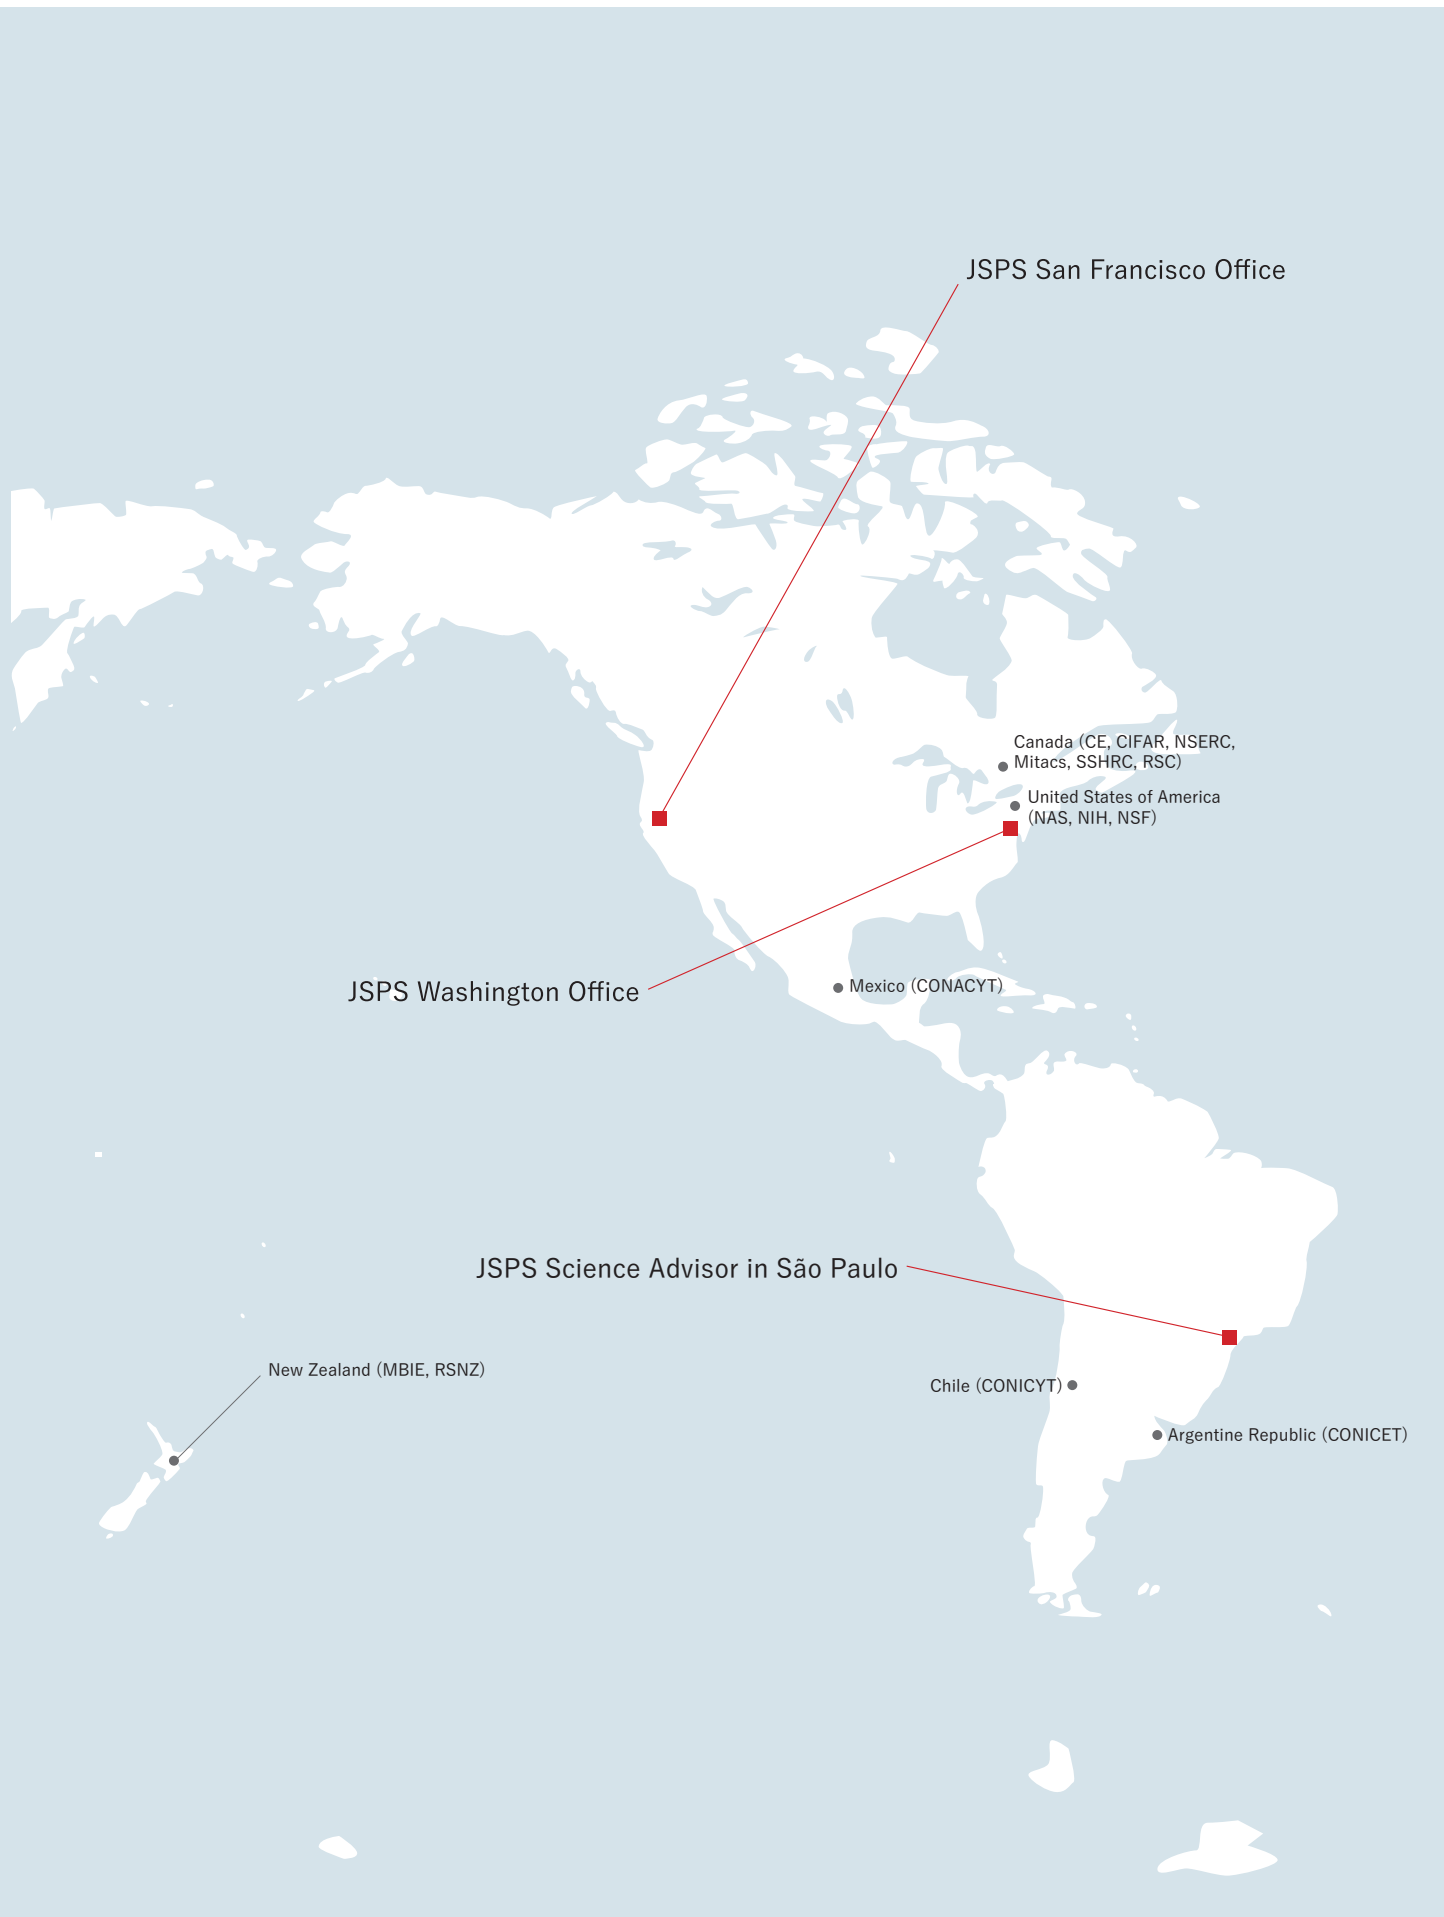 JSPS San Francisco Office
Canada (CE, CIFAR, NSERC,
Mitacs, SSHRC, RSC)
United States of America
(NAS, NIH, NSF)
JSPS Washington Office
Mexico (CONACYT)
JSPS Science Advisor in São Paulo
New Zealand (MBIE, RSNZ)
Chile (CONICYT)
Argentine Republic (CONICET)